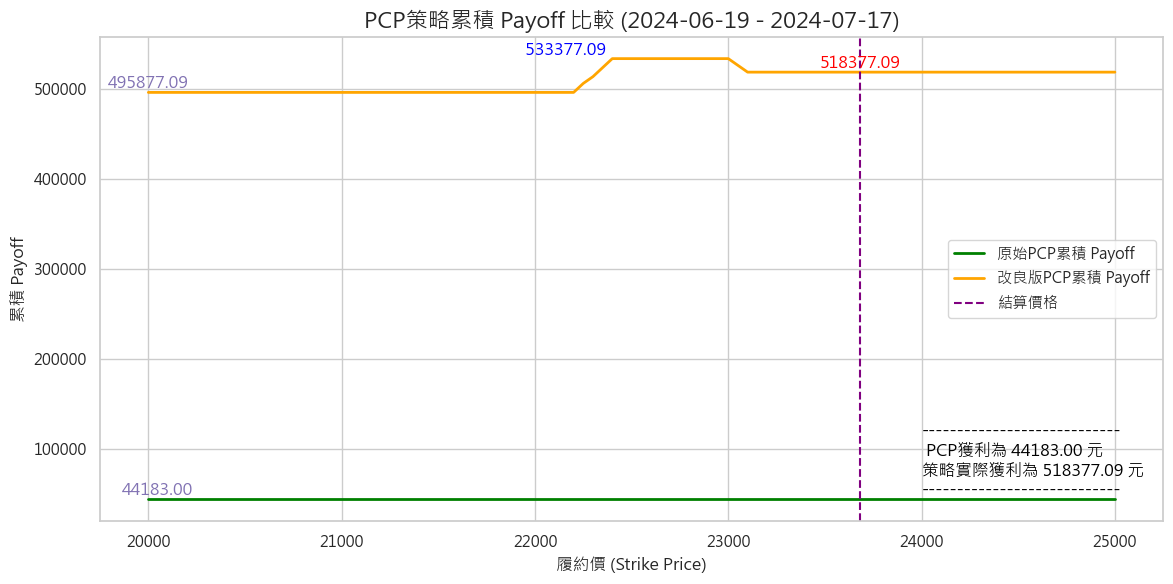 PCP策略累積 Payoff 比較 (2024-06-19 - 2024-07-17)
533377.09
518377.09
495877.09
500000
400000
300000
200000
100000
累積 Payoff
原始PCP累積 Payoff
改良版PCP累積 Payoff
結算價格
PCP獲利為 44183.00 元
策略實際獲利為 518377.09 元
44183.00
20000
21000
22000
23000
24000
25000
履約價 (Strike Price)